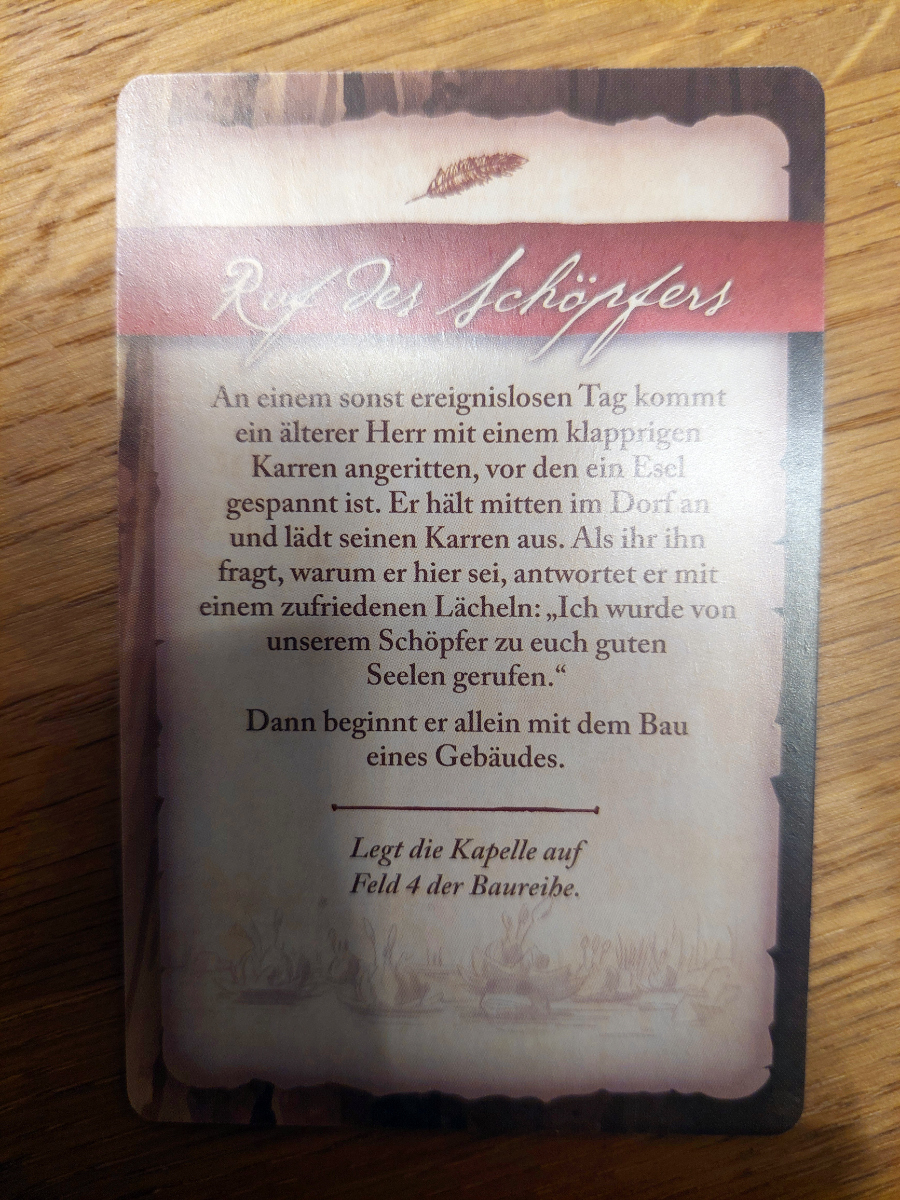 Ruf des Schöpfers
An einem sonst ereignislosen Tag kommt
ein älterer Herr mit einem klapprigen
Karren angeritten, vor den ein Esel
gespannt ist. Er hält mitten im Dorf an
und lädt seinen Karren aus. Als ihr ihn
fragt, warum er hier sei, antwortet er mit
einem zufriedenen Lächeln: „Ich wurde von
unserem Schöpfer zu euch guten
Seelen gerufen.“
Dann beginnt er allein mit dem Bau
eines Gebäudes.
Legt die Kapelle auf
Feld 4 der Baureihe.